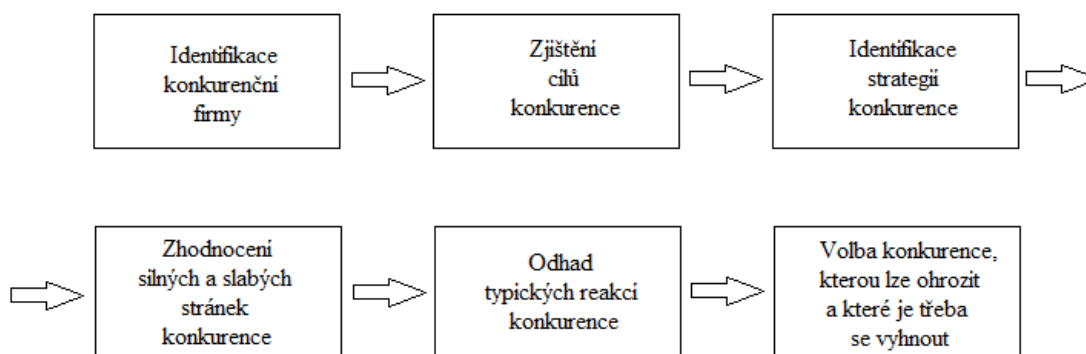 Identifikace
konkurenční
firmy
Zjištění
cílů
konkurence
Identifikace
strategií
konkurence
Zhodnocení
silných a slabých
stránek
konkurence
Odhad
typických reakcí
konkurence
Volba konkurence,
kterou lze ohrozit
a které je třeba
se vyhnout